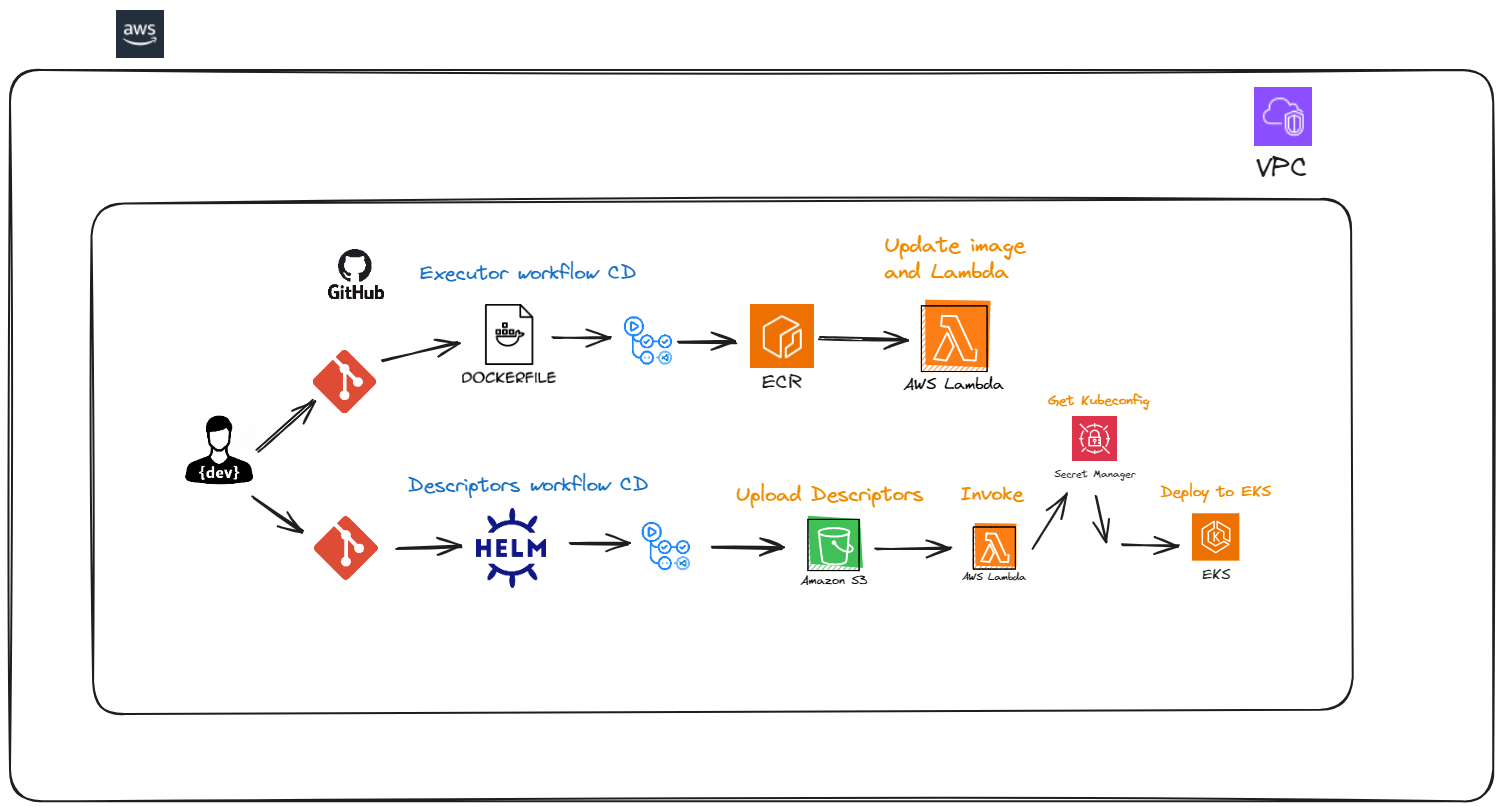 aws
VPC
GitHub
Executor workflow CD
Update image
and Lambda
DOCKERFILE
ECR
AWS Lambda
{dev}
Get Kubeconfig
Secret Manager
Descriptors workflow CD
HELM
Upload Descriptors
Amazon S3
Invoke
AWS Lambda
Deploy to EKS
K
EKS